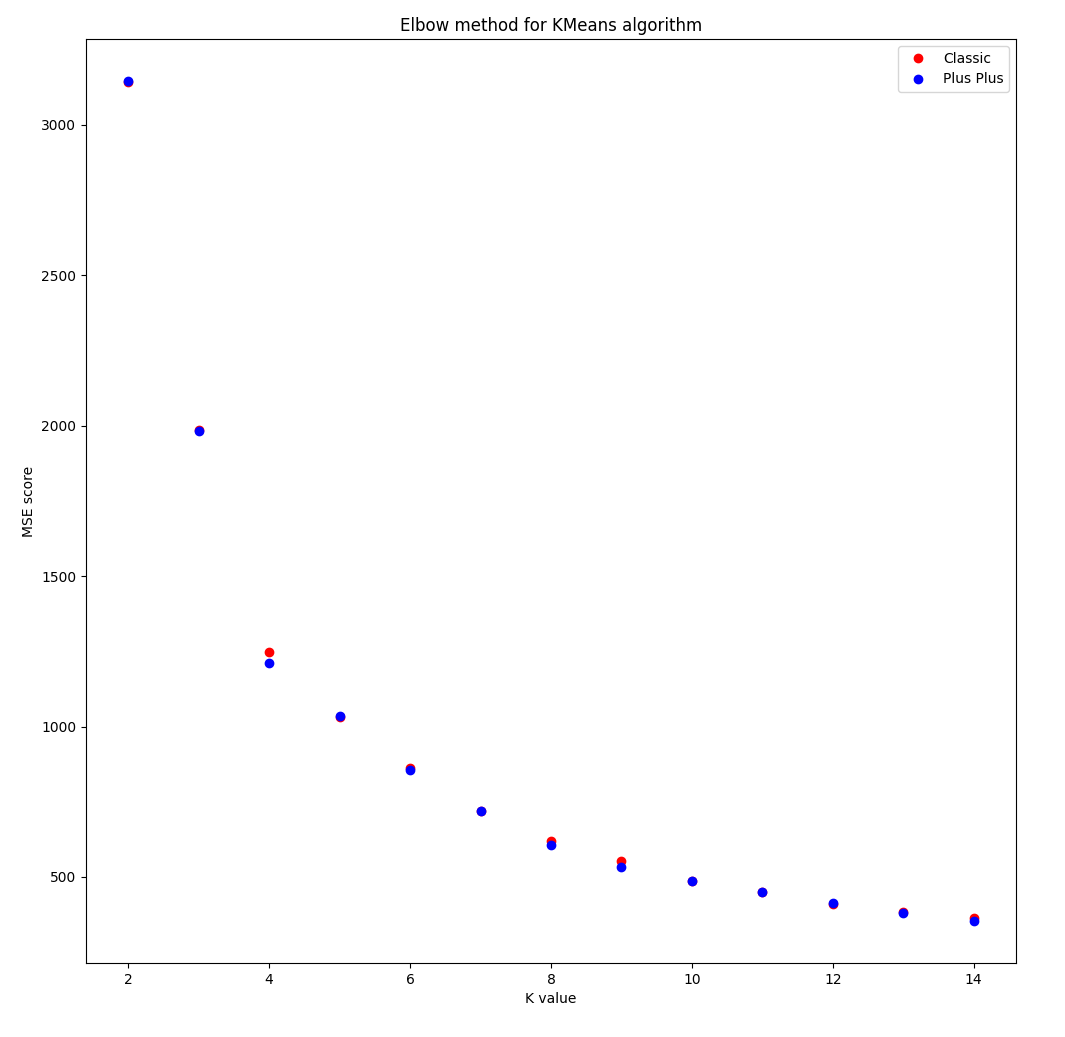 Elbow method for KMeans algorithm
Classic
Plus Plus
3000
2500
2000
1500
1000
500
MSE score
2 4 6 8 10 12 14
K value